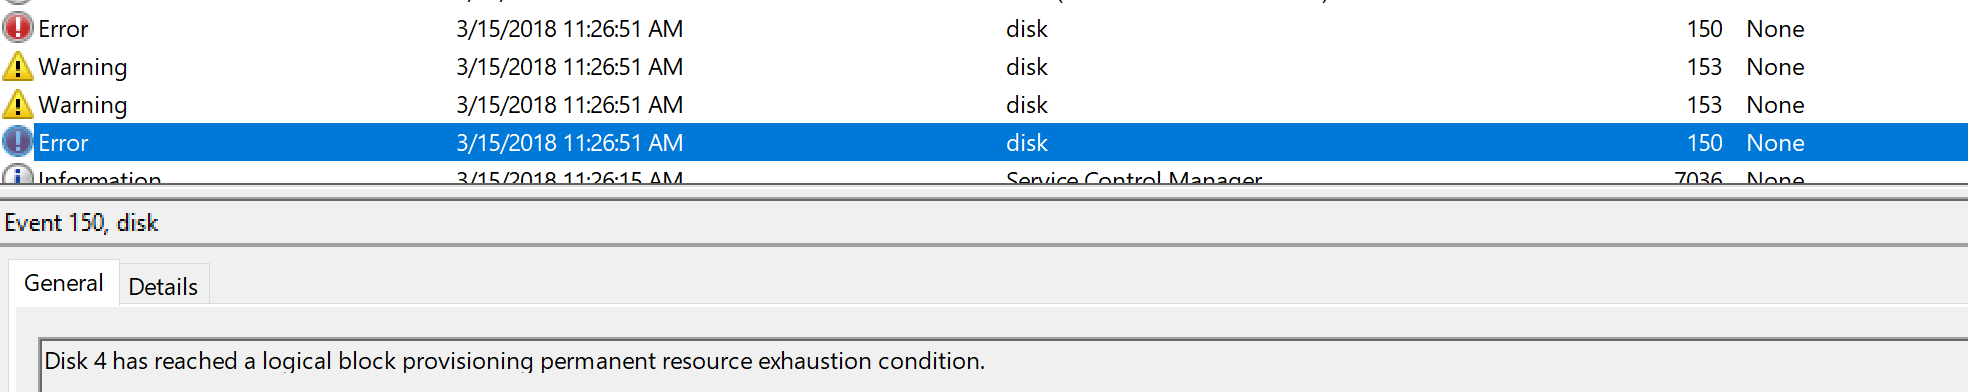 Error 3/15/2018 11:26:51 AM disk 150 None
Warning 3/15/2018 11:26:51 AM disk 153 None
Warning 3/15/2018 11:26:51 AM disk 153 None
Error 3/15/2018 11:26:51 AM disk 150 None
Information 3/15/2018 11:26:15 AM Service Control Manager 7036 None
Event 150, disk
General Details
Disk 4 has reached a logical block provisioning permanent resource exhaustion condition.